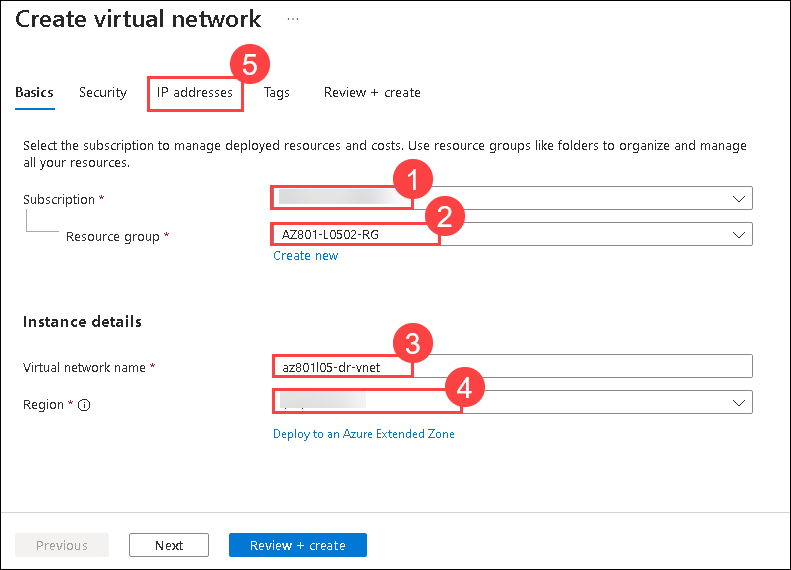 Create virtual network ...
5
Basics Security IP addresses Tags Review + create
Select the subscription to manage deployed resources and costs. Use resource groups like folders to organize and manage
all your resources.
1
Subscription *
2
Resource group * AZ801-L0502-RG
Create new
Instance details
3
Virtual network name * az801l05-dr-vnet
4
Region *
Deploy to an Azure Extended Zone
Previous Next Review + create